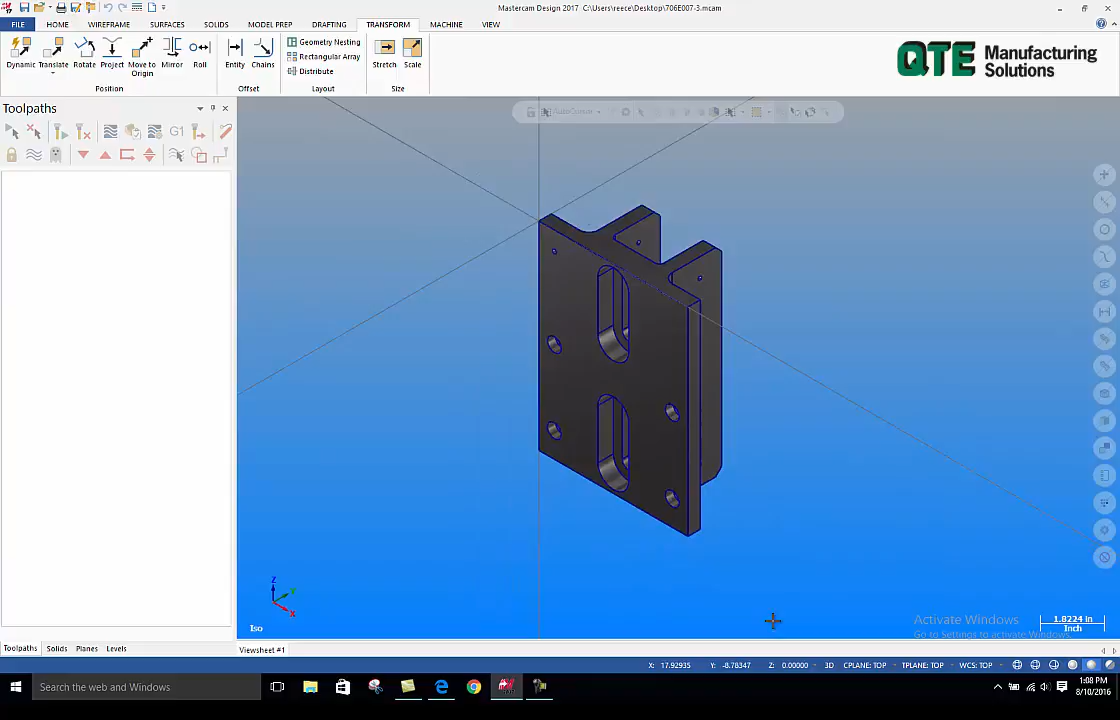 Mastercam Design 2017 C:\Users\reece\Desktop\706E007-3.mcam
FILE HOME WIREFRAME SURFACES SOLIDS MODEL PREP DRAFTING TRANSFORM MACHINE VIEW
Dynamic Translate Rotate Project Move to Origin Mirror Roll
Position
Entity Chains
Offset
Geometry Nesting
Rectangular Array
Distribute
Layout
Stretch Scale
Size
QTE Manufacturing Solutions
Toolpaths
G1
AutoCursor
Z
Y
X
Iso
Activate Windows
Go to Settings to activate Windows.
1.8224 in
Inch
Toolpaths Solids Planes Levels
Viewsheet #1
X: 17.92935 Y: -8.78347 Z: 0.00000 3D CPLANE: TOP TPLANE: TOP WCS: TOP
Search the web and Windows
1:08 PM
8/10/2016